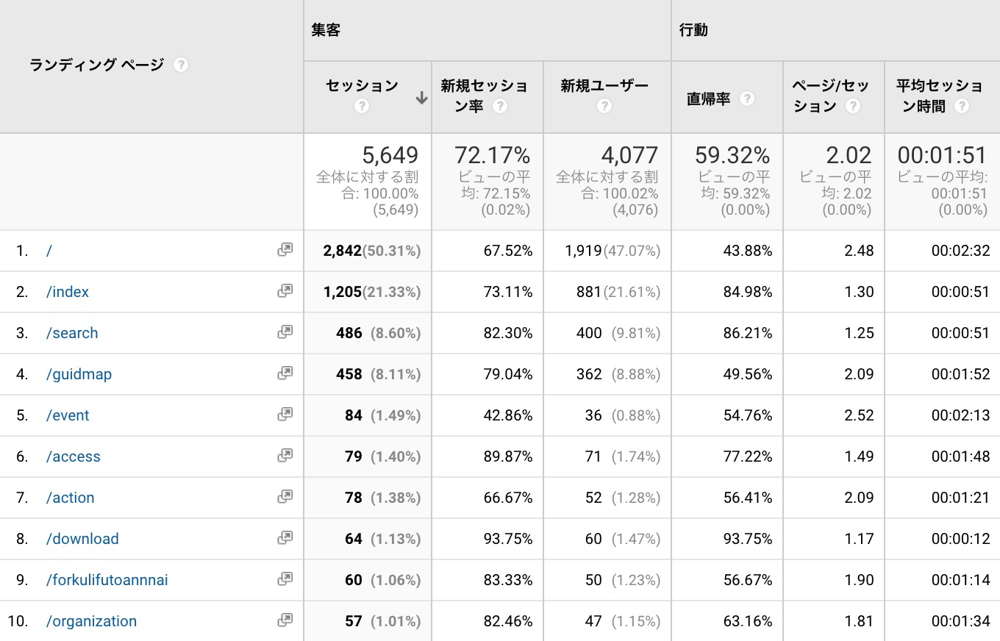 ランディング ページ ?
集客
行動
セッション ?
新規セッション率 ?
新規ユーザー ?
直帰率 ?
ページ/セッション ?
平均セッション時間 ?
5,649
全体に対する割
合: 100.00%
(5,649)
72.17%
ビューの平
均: 72.15%
(0.02%)
4,077
全体に対する割
合: 100.02%
(4,076)
59.32%
ビューの平
均: 59.32%
(0.00%)
2.02
ビューの平
均: 2.02
(0.00%)
00:01:51
ビューの平均:
00:01:51
(0.00%)
1. / 2,842(50.31%) 67.52% 1,919(47.07%) 43.88% 2.48 00:02:32
2. /index 1,205(21.33%) 73.11% 881(21.61%) 84.98% 1.30 00:00:51
3. /search 486 (8.60%) 82.30% 400 (9.81%) 86.21% 1.25 00:00:51
4. /guidmap 458 (8.11%) 79.04% 362 (8.88%) 49.56% 2.09 00:01:52
5. /event 84 (1.49%) 42.86% 36 (0.88%) 54.76% 2.52 00:02:13
6. /access 79 (1.40%) 89.87% 71 (1.74%) 77.22% 1.49 00:01:48
7. /action 78 (1.38%) 66.67% 52 (1.28%) 56.41% 2.09 00:01:21
8. /download 64 (1.13%) 93.75% 60 (1.47%) 93.75% 1.17 00:00:12
9. /forkulifutoannnai 60 (1.06%) 83.33% 50 (1.23%) 56.67% 1.90 00:01:14
10. /organization 57 (1.01%) 82.46% 47 (1.15%) 63.16% 1.81 00:01:34